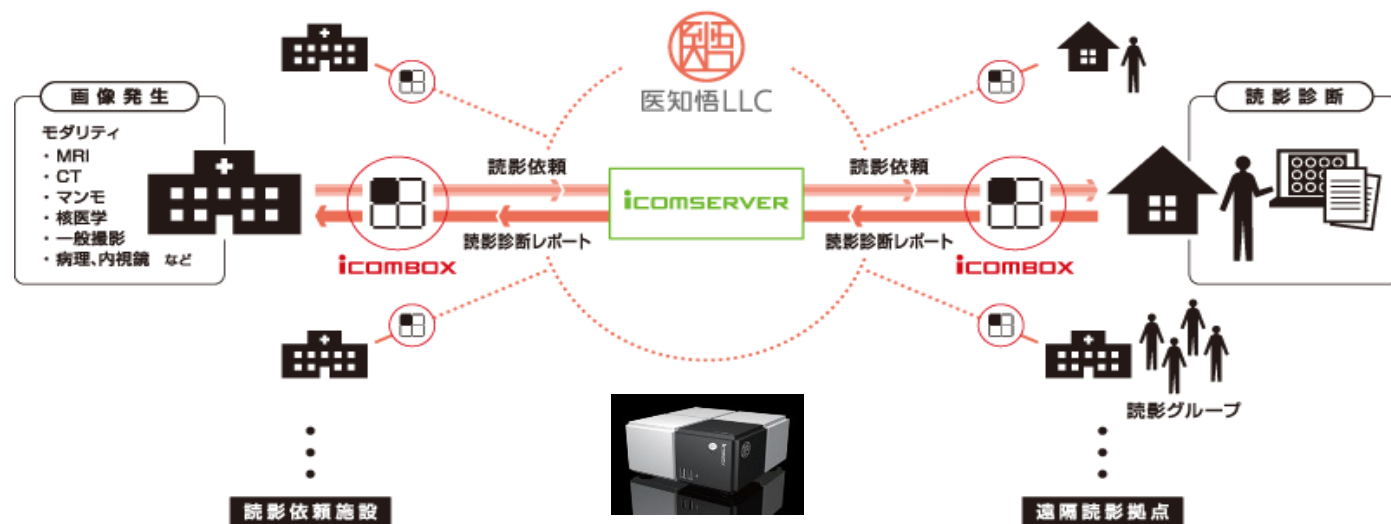 医知悟
医知悟LLC
画像発生
モダリティ
・MRI
・CT
・マンモ
・核医学
・一般撮影
・病理、内視鏡 など
読影依頼
読影診断レポート
icomBOX
icomSERVER
読影依頼
読影診断レポート
icomBOX
読影診断
読影グループ
読影依頼施設
遠隔読影拠点